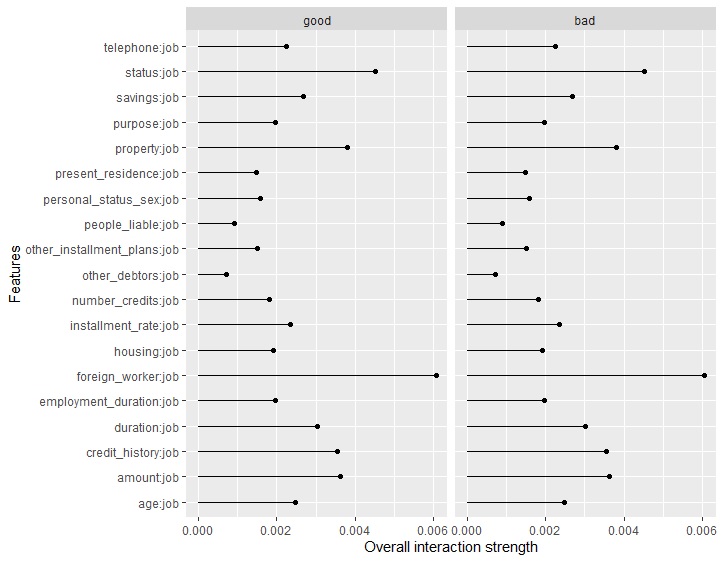 good bad
telephone:job
status:job
savings:job
purpose:job
property:job
present_residence:job
personal_status_sex:job
people_liable:job
other_installment_plans:job
other_debtors:job
number_credits:job
installment_rate:job
housing:job
foreign_worker:job
employment_duration:job
duration:job
credit_history:job
amount:job
age:job
Features
0.000 0.002 0.004 0.006 0.000 0.002 0.004 0.006
Overall interaction strength